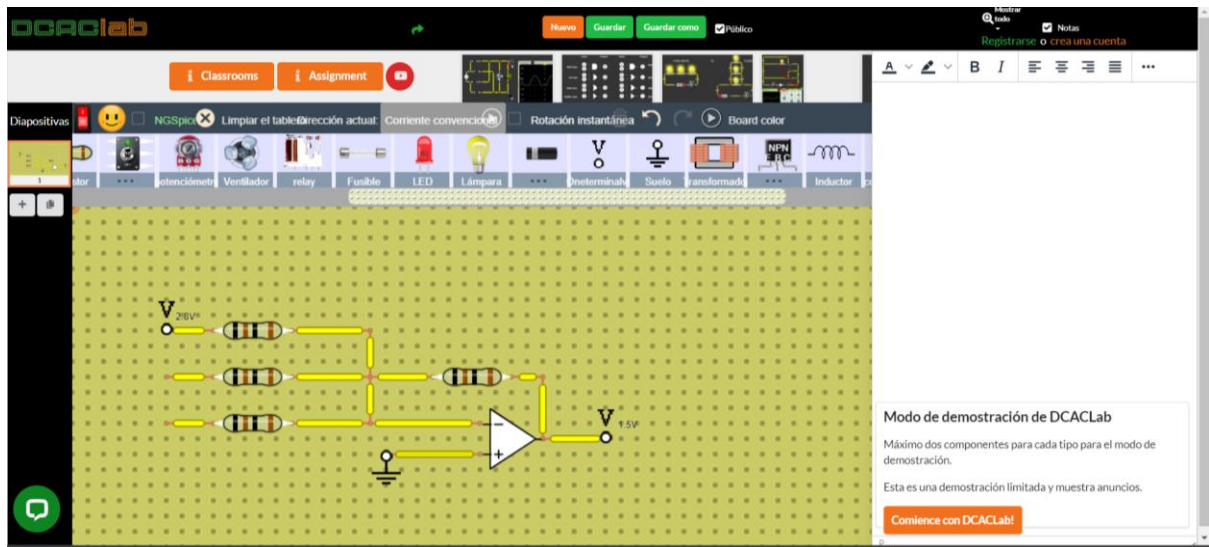 DCAClab
Nuevo
Guardar
Guardar como
Público
Mostrar
todo
Notas
Registrarse o crea una cuenta
Classrooms
Assignment
Diapositivas
NGSpice
Limpiar el tablero
Dirección actual:
Corriente convencional
Rotación instantánea
Board color
Ventilador
relay
Fusible
LED
Lámpara
Suelo
NPN
E B C
Inductor
1
V
1.5V
V
A
B I
Modo de demostración de DCACLab
Máximo dos componentes para cada tipo para el modo de
demostración.
Esta es una demostración limitada y muestra anuncios.
Comience con DCACLab!